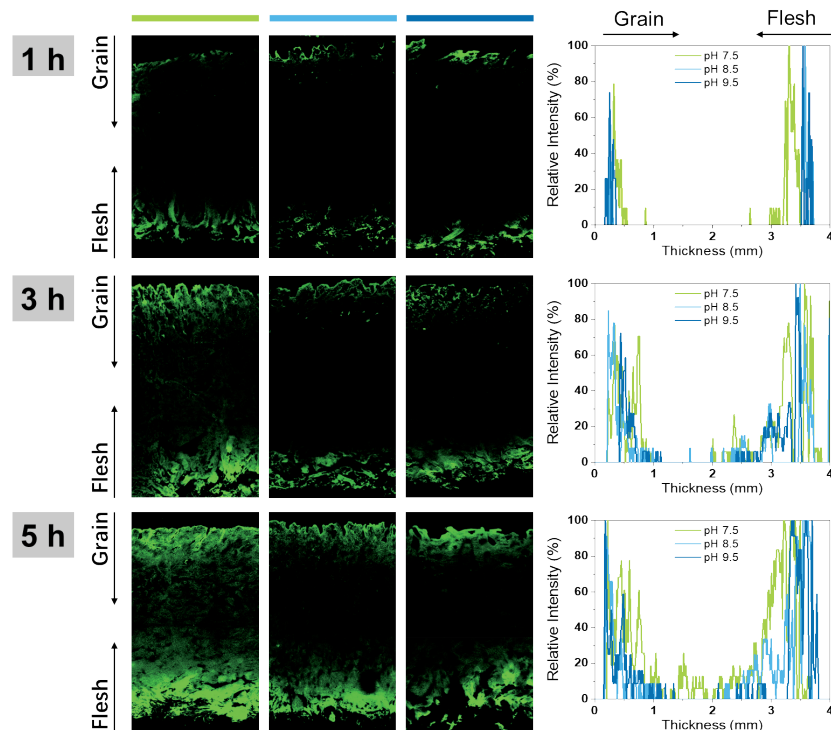 1 h
Grain
Flesh
Grain
Flesh
Relative Intensity (%)
100
80
60
40
20
0
pH 7.5
pH 8.5
pH 9.5
0
1
2
3
4
Thickness (mm)
3 h
Grain
Flesh
Relative Intensity (%)
100
80
60
40
20
0
pH 7.5
pH 8.5
pH 9.5
0
1
2
3
4
Thickness (mm)
5 h
Grain
Flesh
Relative Intensity (%)
100
80
60
40
20
0
pH 7.5
pH 8.5
pH 9.5
0
1
2
3
4
Thickness (mm)